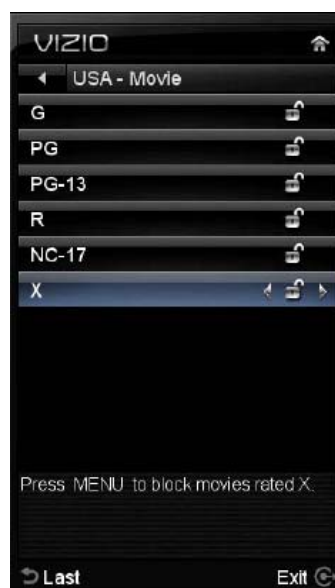 VIZIO
USA - Movie
G
PG
PG-13
R
NC-17
X
Press MENU to block movies rated X.
Last Exit